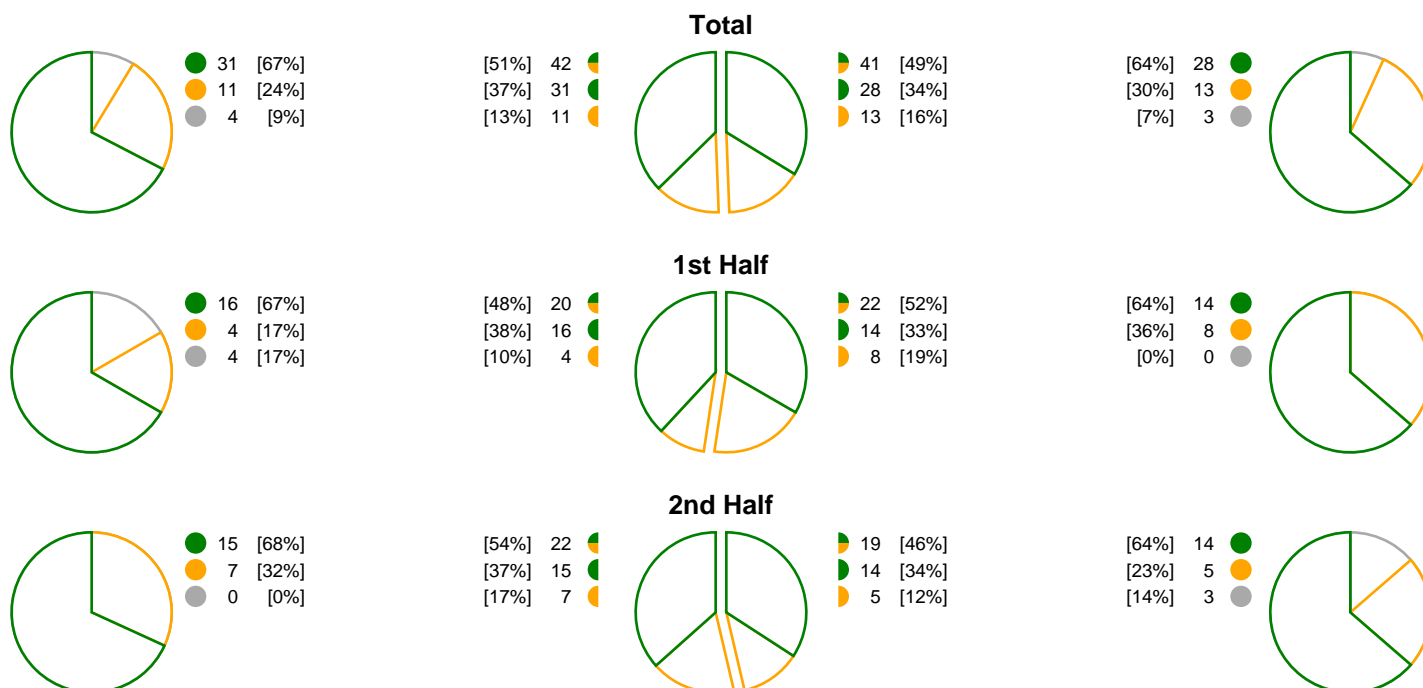 Total
31 [67%] [51%] 42 41 [49%] [64%] 28
11 [24%] [37%] 31 28 [34%] [30%] 13
4 [9%] [13%] 11 13 [16%] [7%] 3
1st Half
16 [67%] [48%] 20 22 [52%] [64%] 14
4 [17%] [38%] 16 14 [33%] [36%] 8
4 [17%] [10%] 4 8 [19%] [0%] 0
2nd Half
15 [68%] [54%] 22 19 [46%] [64%] 14
7 [32%] [37%] 15 14 [34%] [23%] 5
0 [0%] [17%] 7 5 [12%] [14%] 3